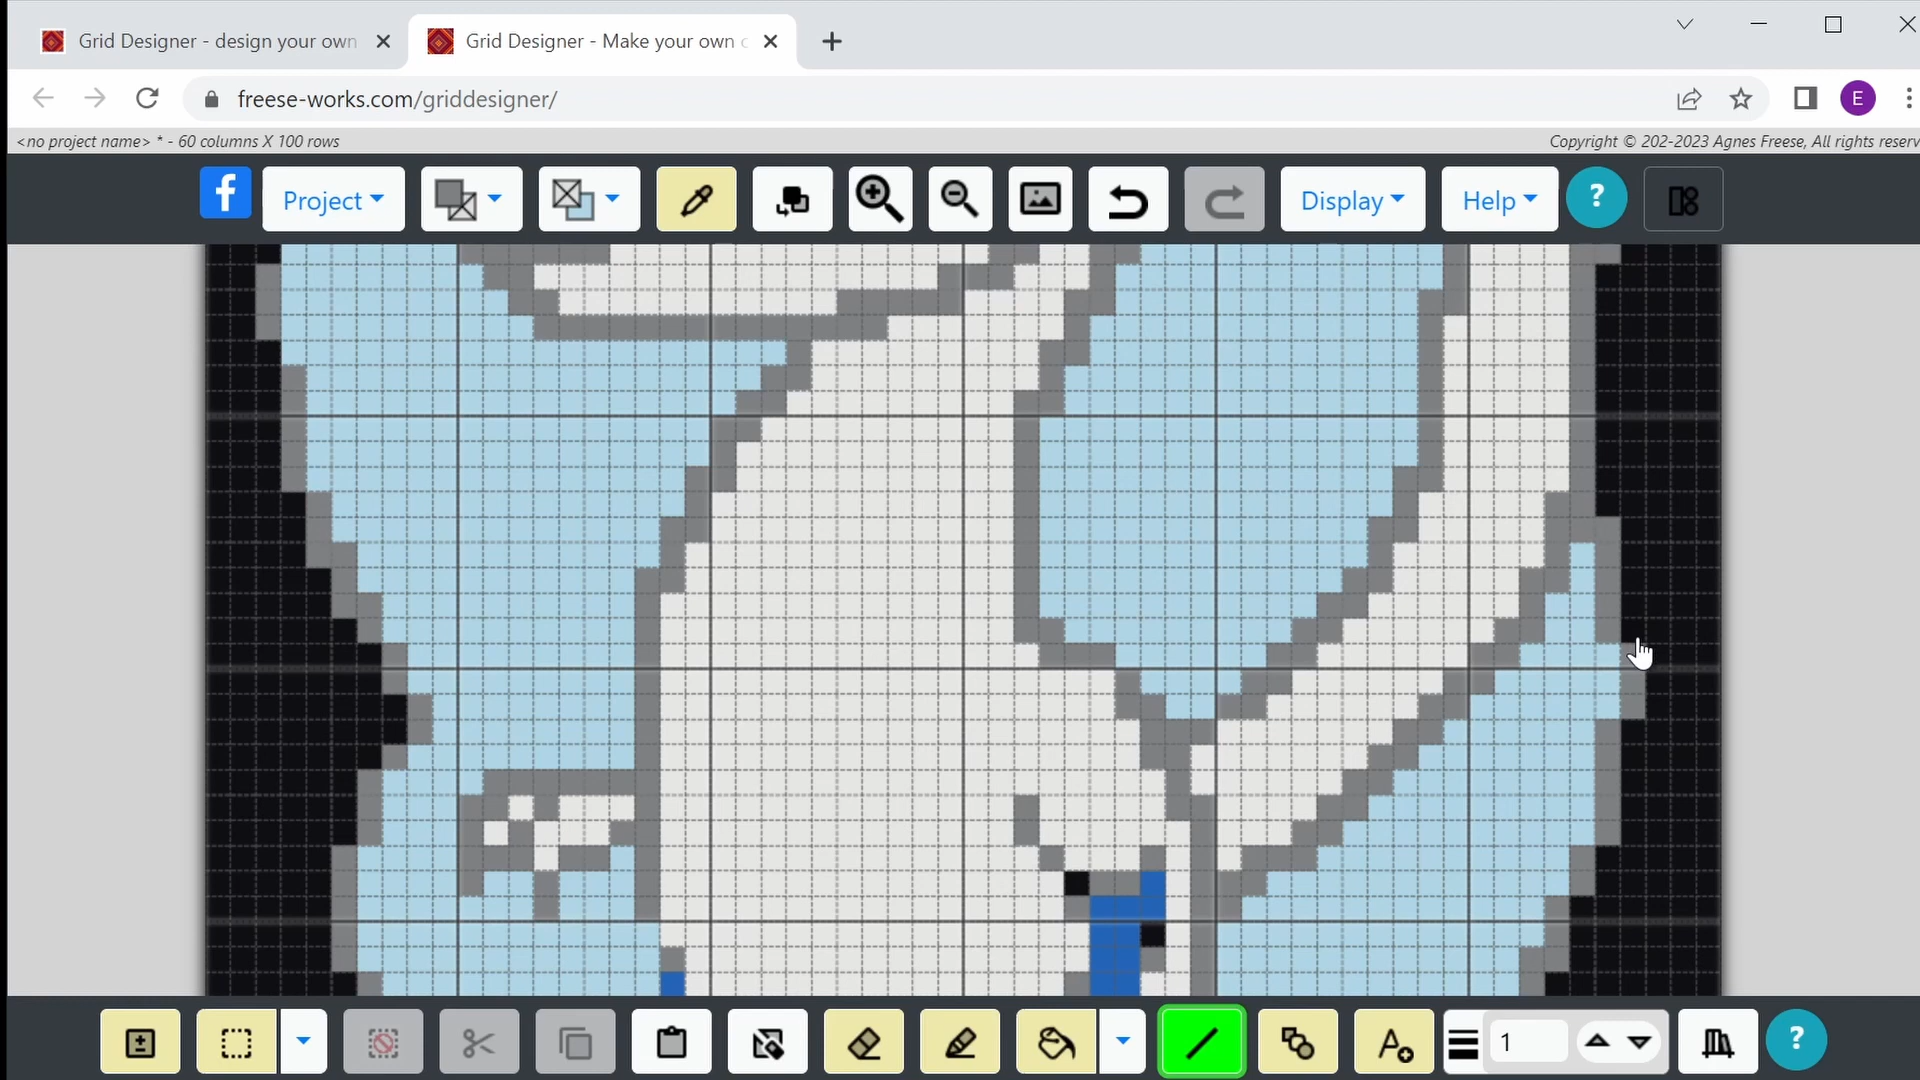 Grid Designer - design your own
Grid Designer - Make your own
freese-works.com/griddesigner/
E
<no project name> * - 60 columns X 100 rows
Copyright © 202-2023 Agnes Freese, All rights reserv
f
Project
Display
Help
?
A
1
?